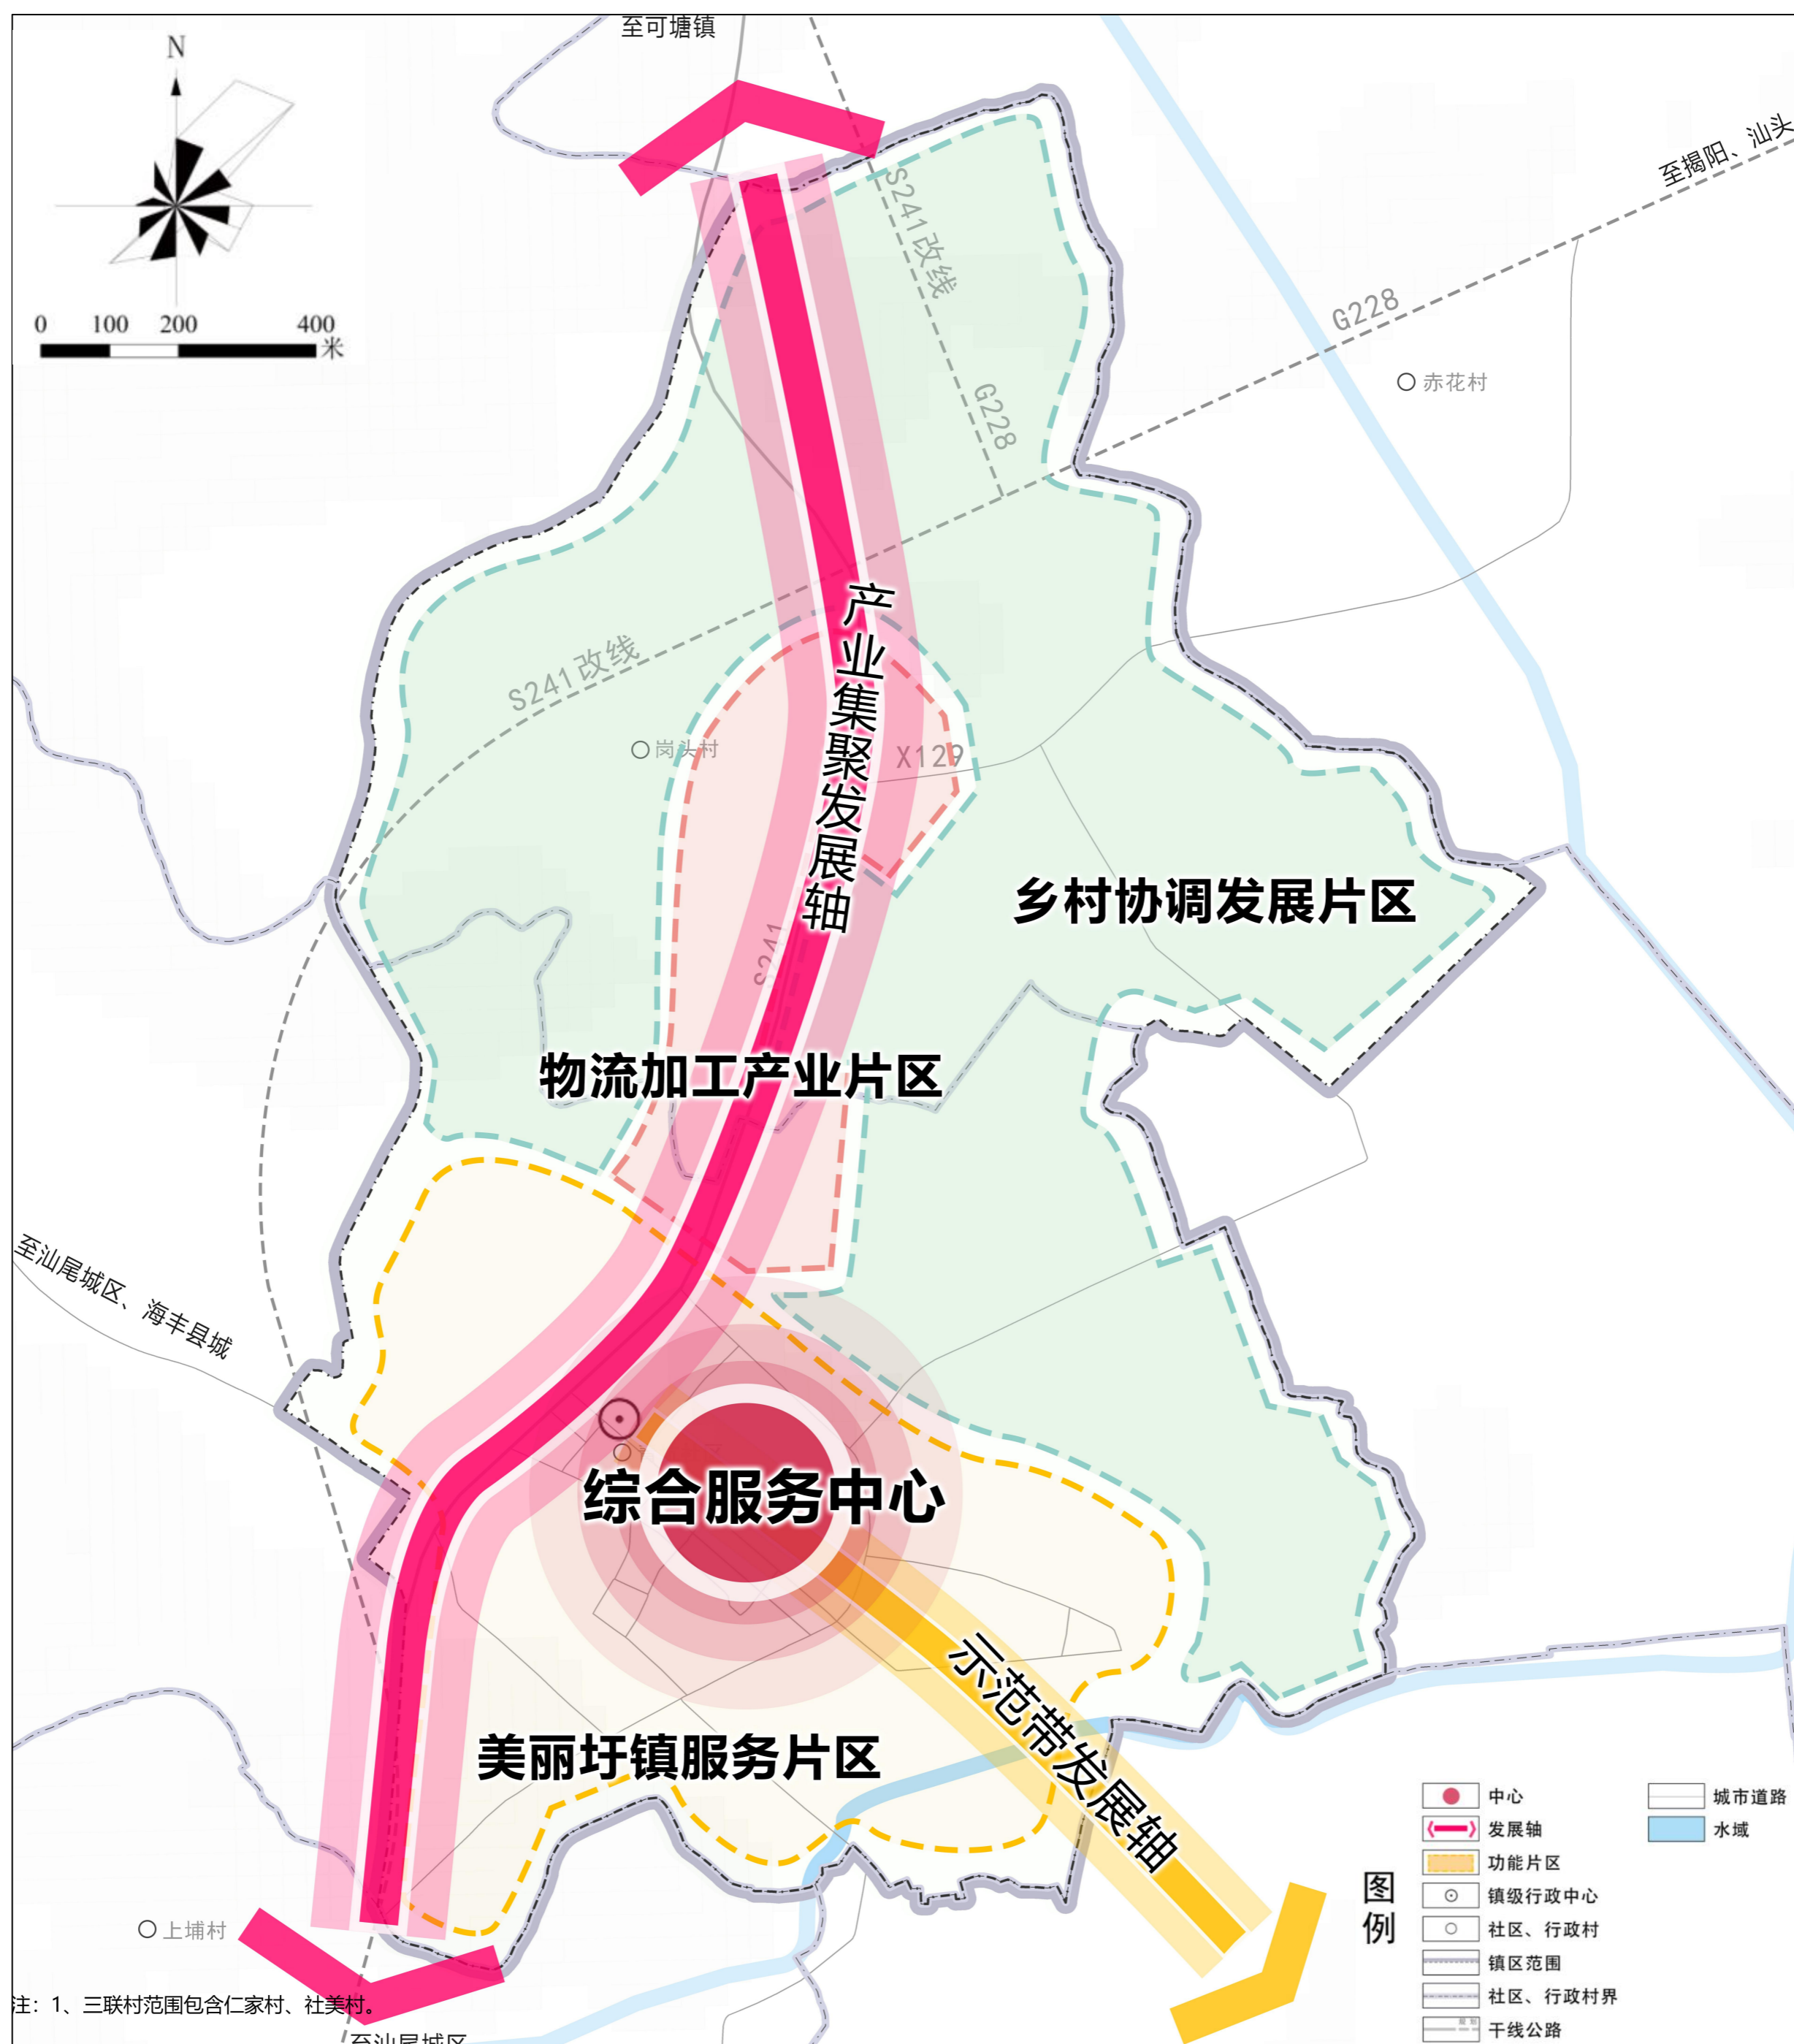 至可塘镇
N
0 100 200 400
米
至揭阳、汕头
S241改线
G228
G228
赤花村
产业集聚发展轴
S241改线
岗头村
X129
乡村协调发展片区
S241
物流加工产业片区
至汕尾城区、海丰县城
综合服务中心
示范带发展轴
美丽圩镇服务片区
上埔村
注：1、三联村范围包含仁家村、社美村。
至汕尾城区
图例
中心
发展轴
功能片区
镇级行政中心
社区、行政村
镇区范围
社区、行政村界
干线公路
城市道路
水域